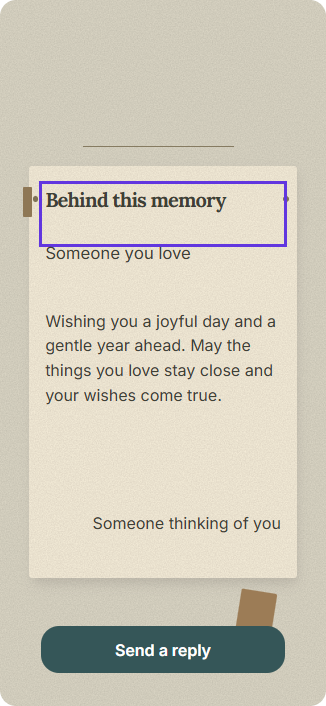 Behind this memory
Someone you love
Wishing you a joyful day and a
gentle year ahead. May the
things you love stay close and
your wishes come true.
Someone thinking of you
Send a reply